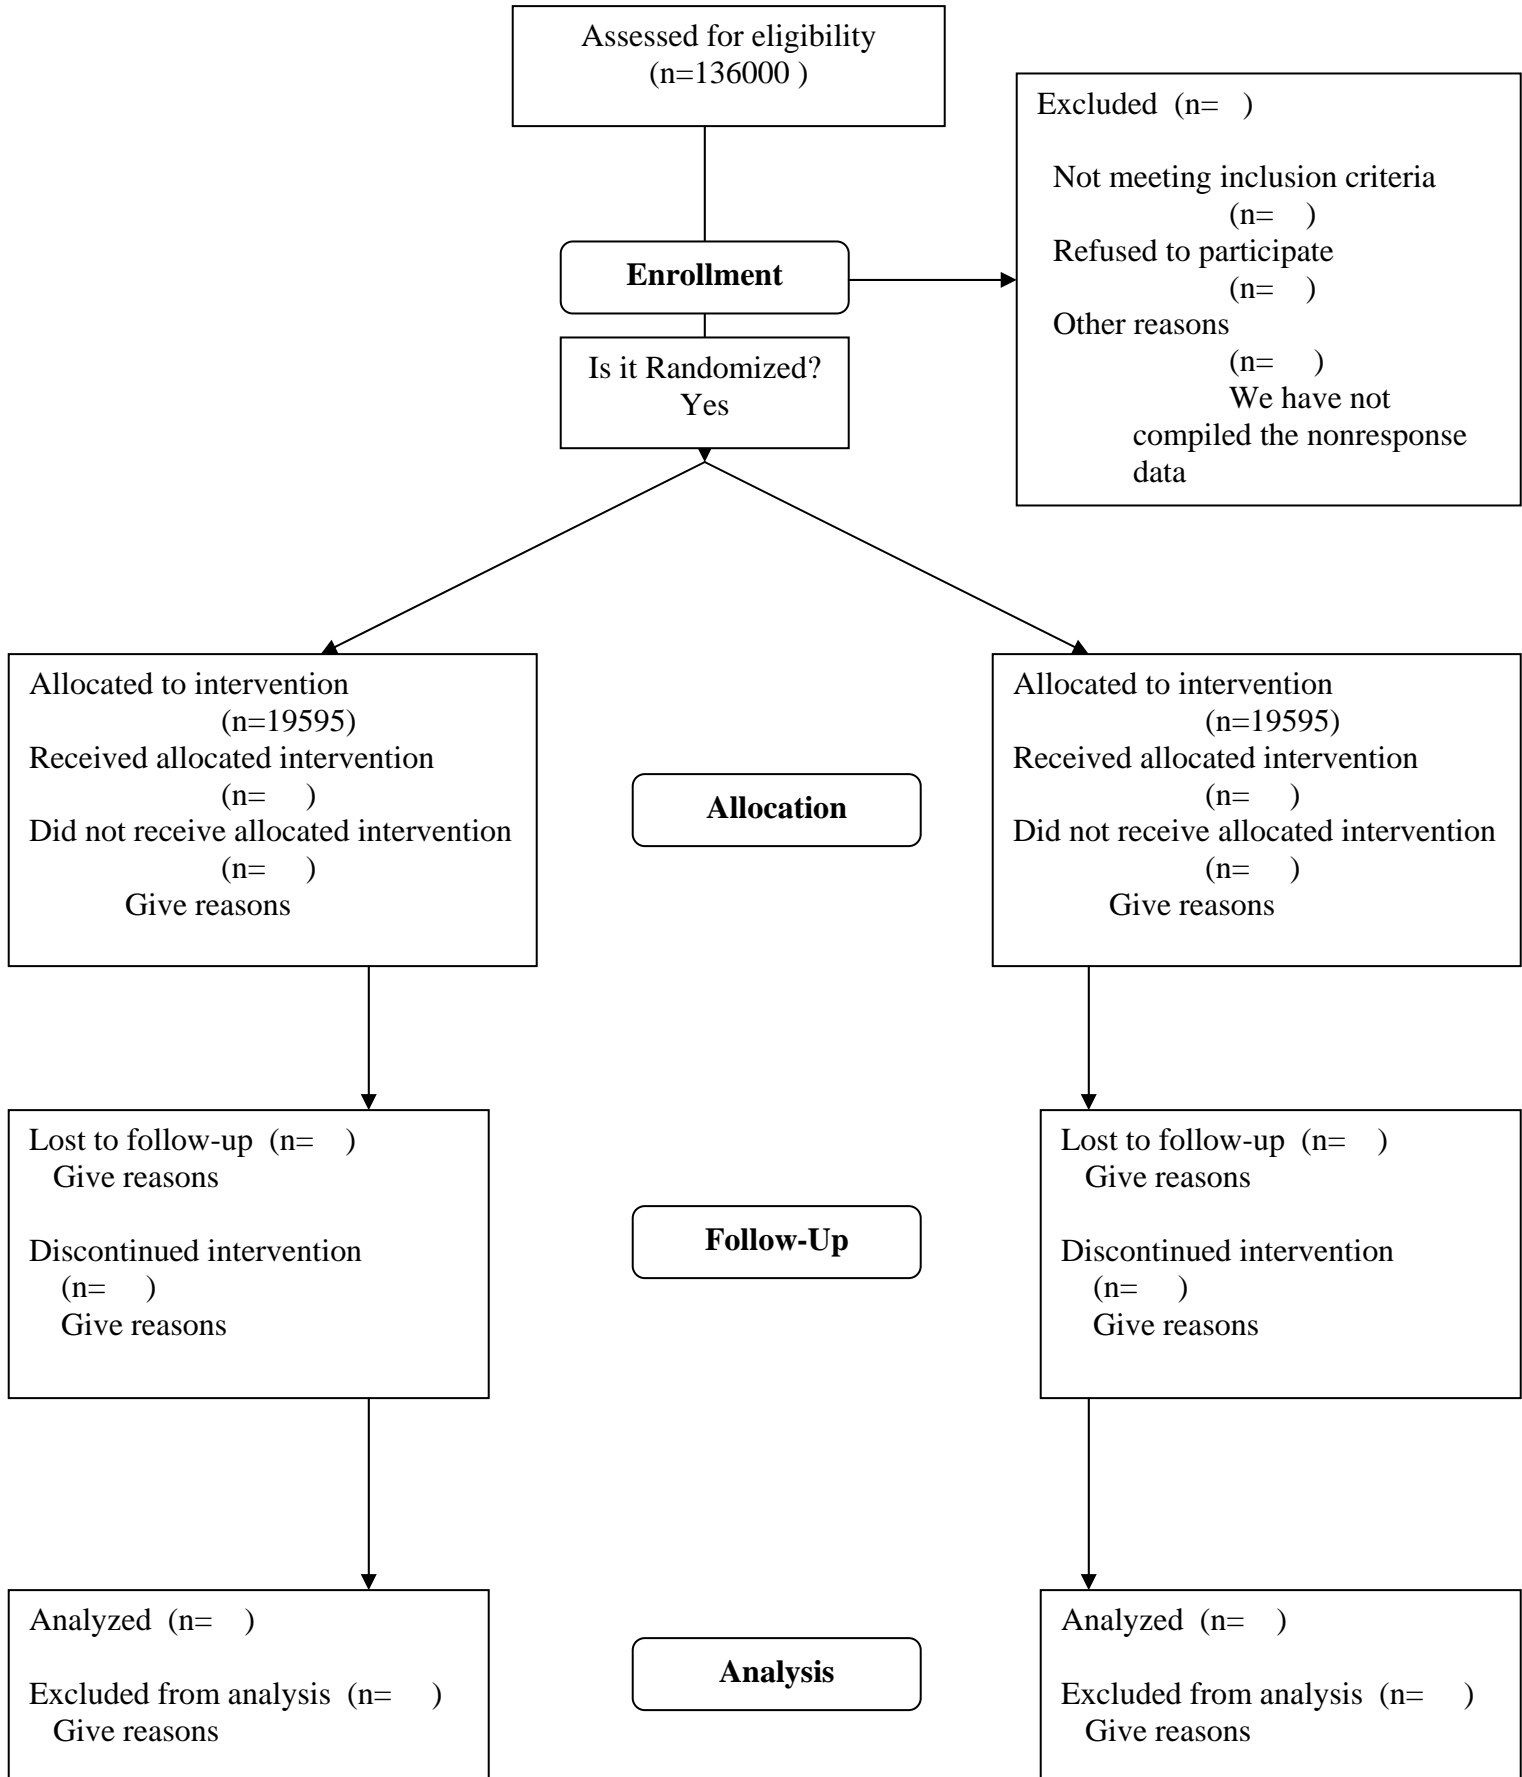 Assessed for eligibility
(n=136000 )
Excluded (n= )
Not meeting inclusion criteria
(n= )
Refused to participate
(n= )
Other reasons
(n= )
We have not
compiled the nonresponse
data
Enrollment
Is it Randomized?
Yes
Allocated to intervention
(n=19595)
Received allocated intervention
(n= )
Did not receive allocated intervention
(n= )
Give reasons
Allocation
Allocated to intervention
(n=19595)
Received allocated intervention
(n= )
Did not receive allocated intervention
(n= )
Give reasons
Lost to follow-up (n= )
Give reasons
Discontinued intervention
(n= )
Give reasons
Follow-Up
Lost to follow-up (n= )
Give reasons
Discontinued intervention
(n= )
Give reasons
Analyzed (n= )
Excluded from analysis (n= )
Give reasons
Analysis
Analyzed (n= )
Excluded from analysis (n= )
Give reasons